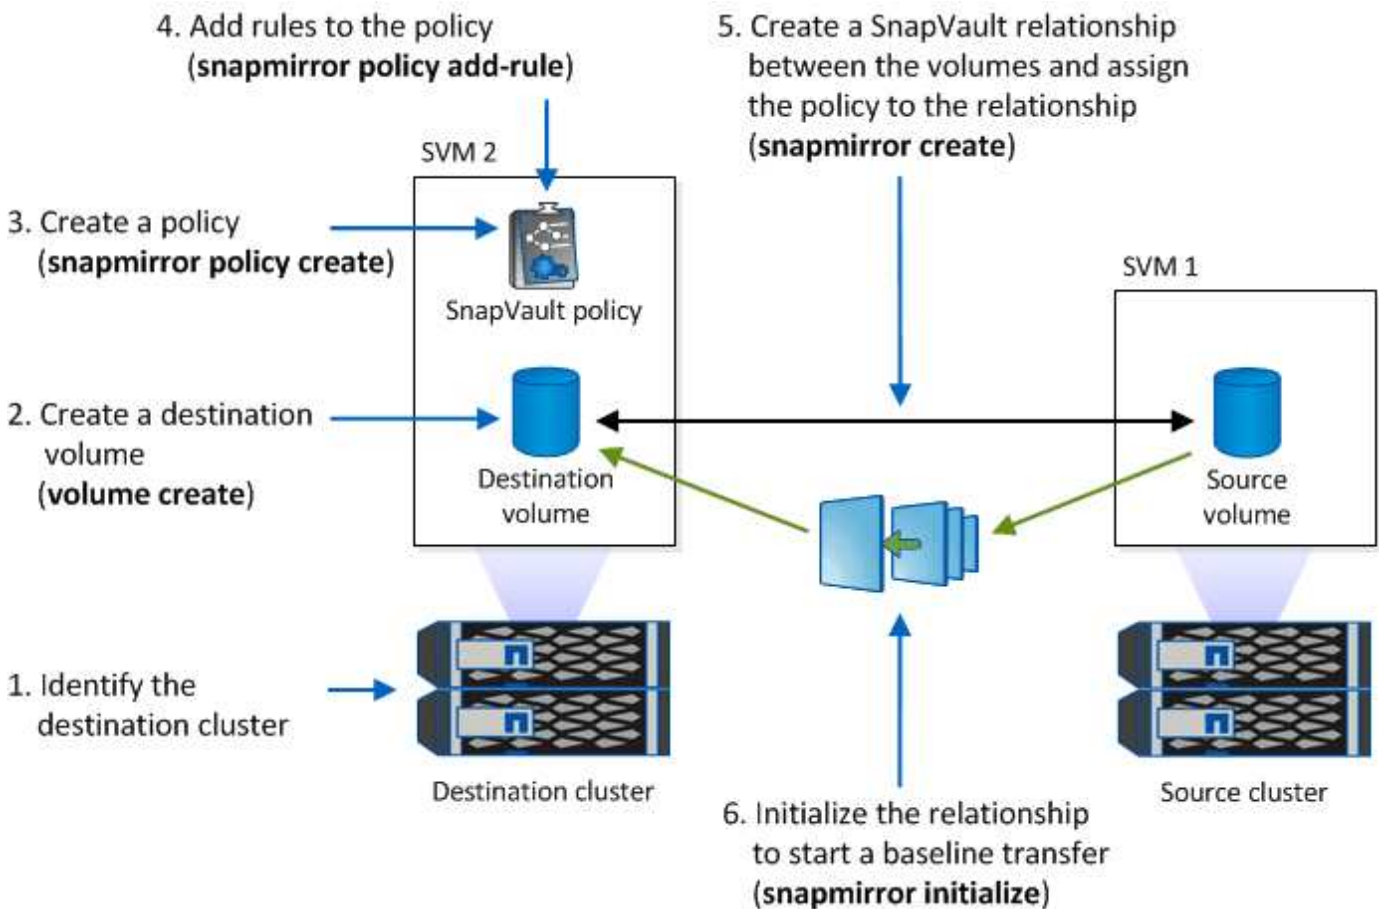 4. Add rules to the policy
(snapmirror policy add-rule)
5. Create a SnapVault relationship
between the volumes and assign
the policy to the relationship
(snapmirror create)
SVM 2
3. Create a policy
(snapmirror policy create)
SnapVault policy
SVM 1
2. Create a destination
volume
(volume create)
Destination
volume
Source
volume
1. Identify the
destination cluster
Destination cluster
Source cluster
6. Initialize the relationship
to start a baseline transfer
(snapmirror initialize)